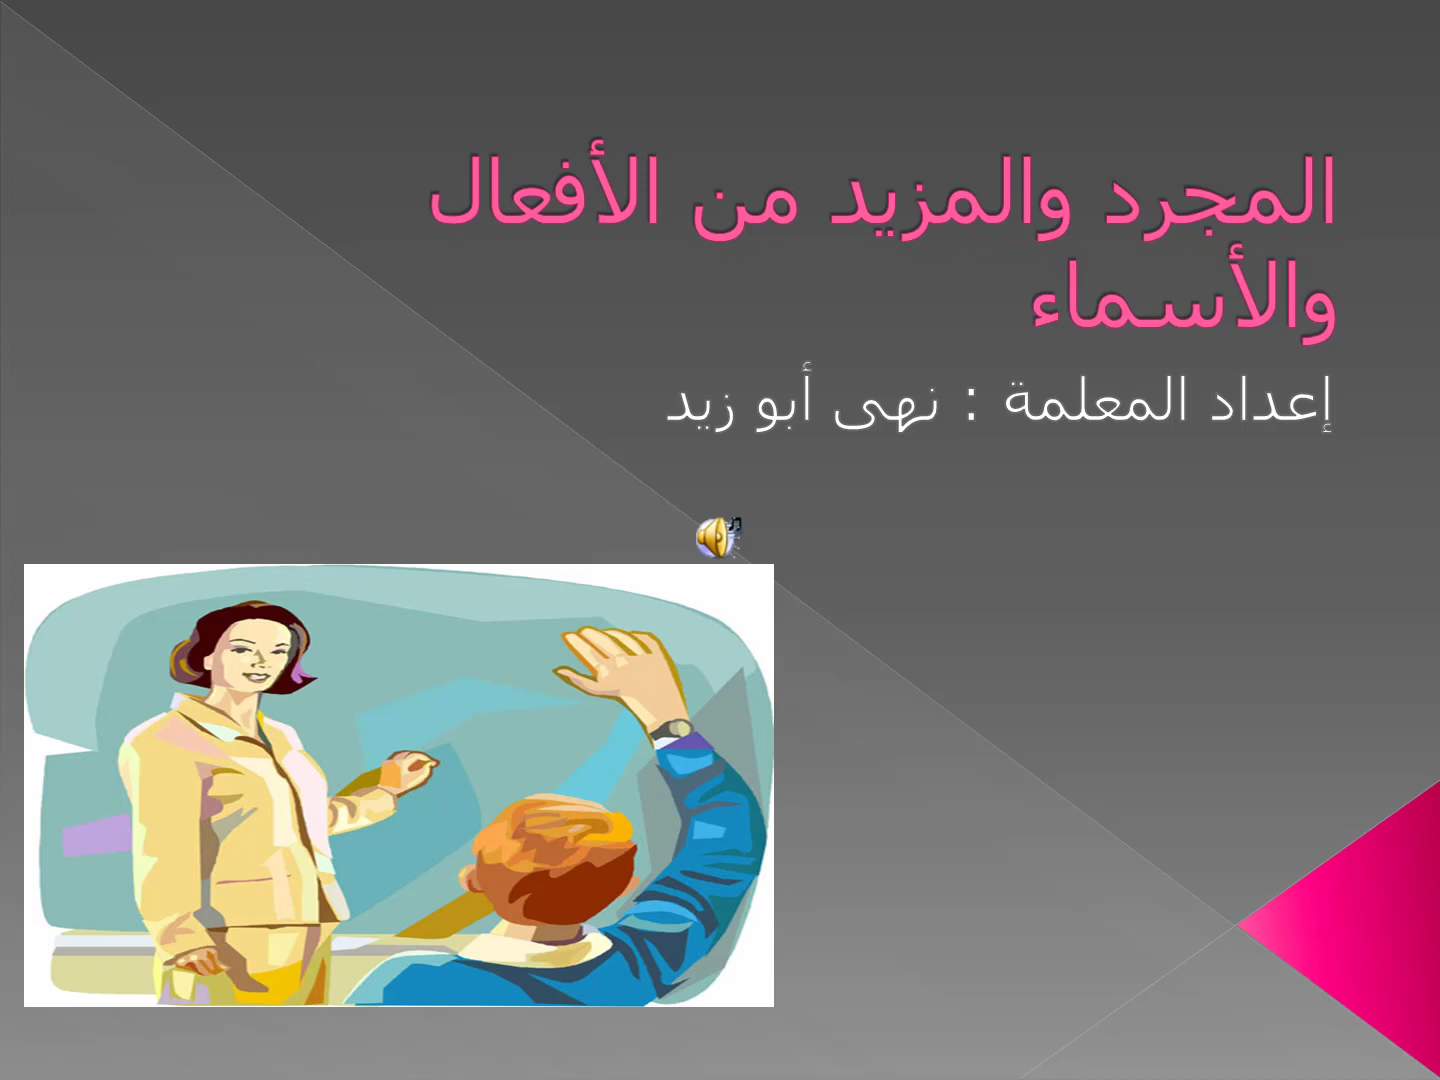 المجرد والمزيد من الأفعال
والأسماء
إعداد المعلمة : نهى أبو زيد